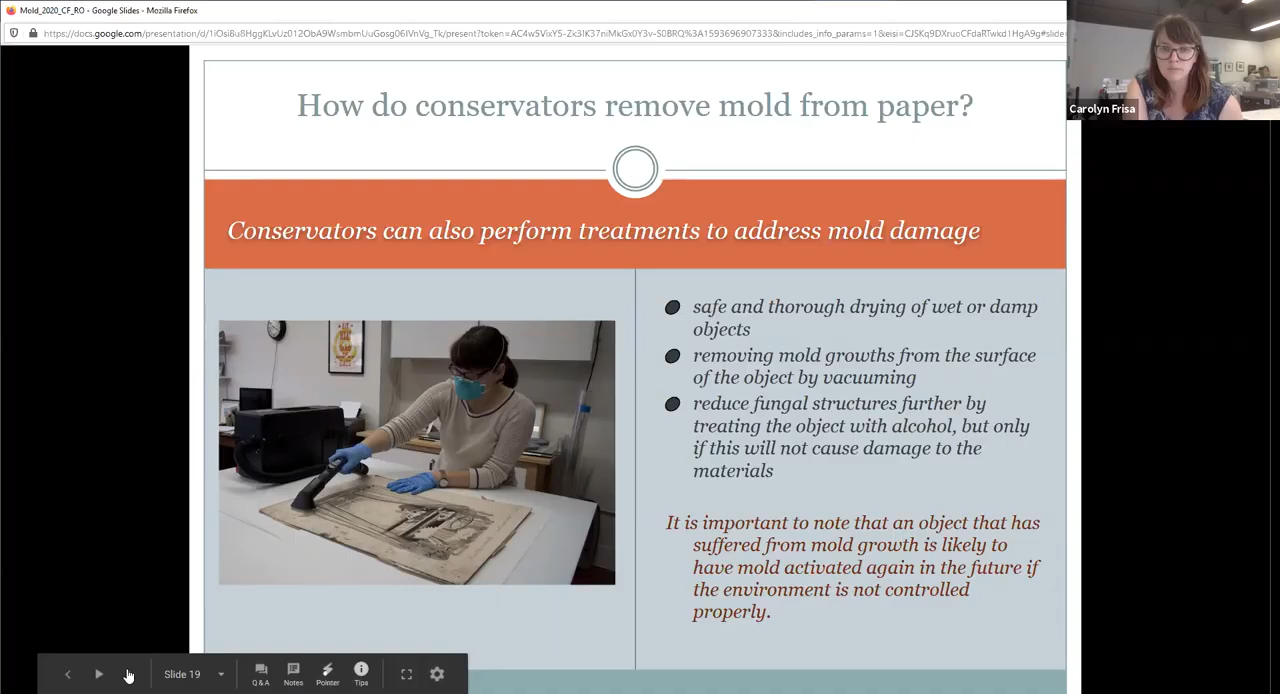 Mold_2020_CF_RO - Google Slides - Mozilla Firefox
Carolyn Frisa
How do conservators remove mold from paper?
Conservators can also perform treatments to address mold damage
safe and thorough drying of wet or damp
objects
removing mold growths from the surface
of the object by vacuuming
reduce fungal structures further by
treating the object with alcohol, but only
if this will not cause damage to the
materials
It is important to note that an object that has
suffered from mold growth is likely to
have mold activated again in the future if
the environment is not controlled
properly.
Slide 19
Q & A
Notes
Pointer
Tips